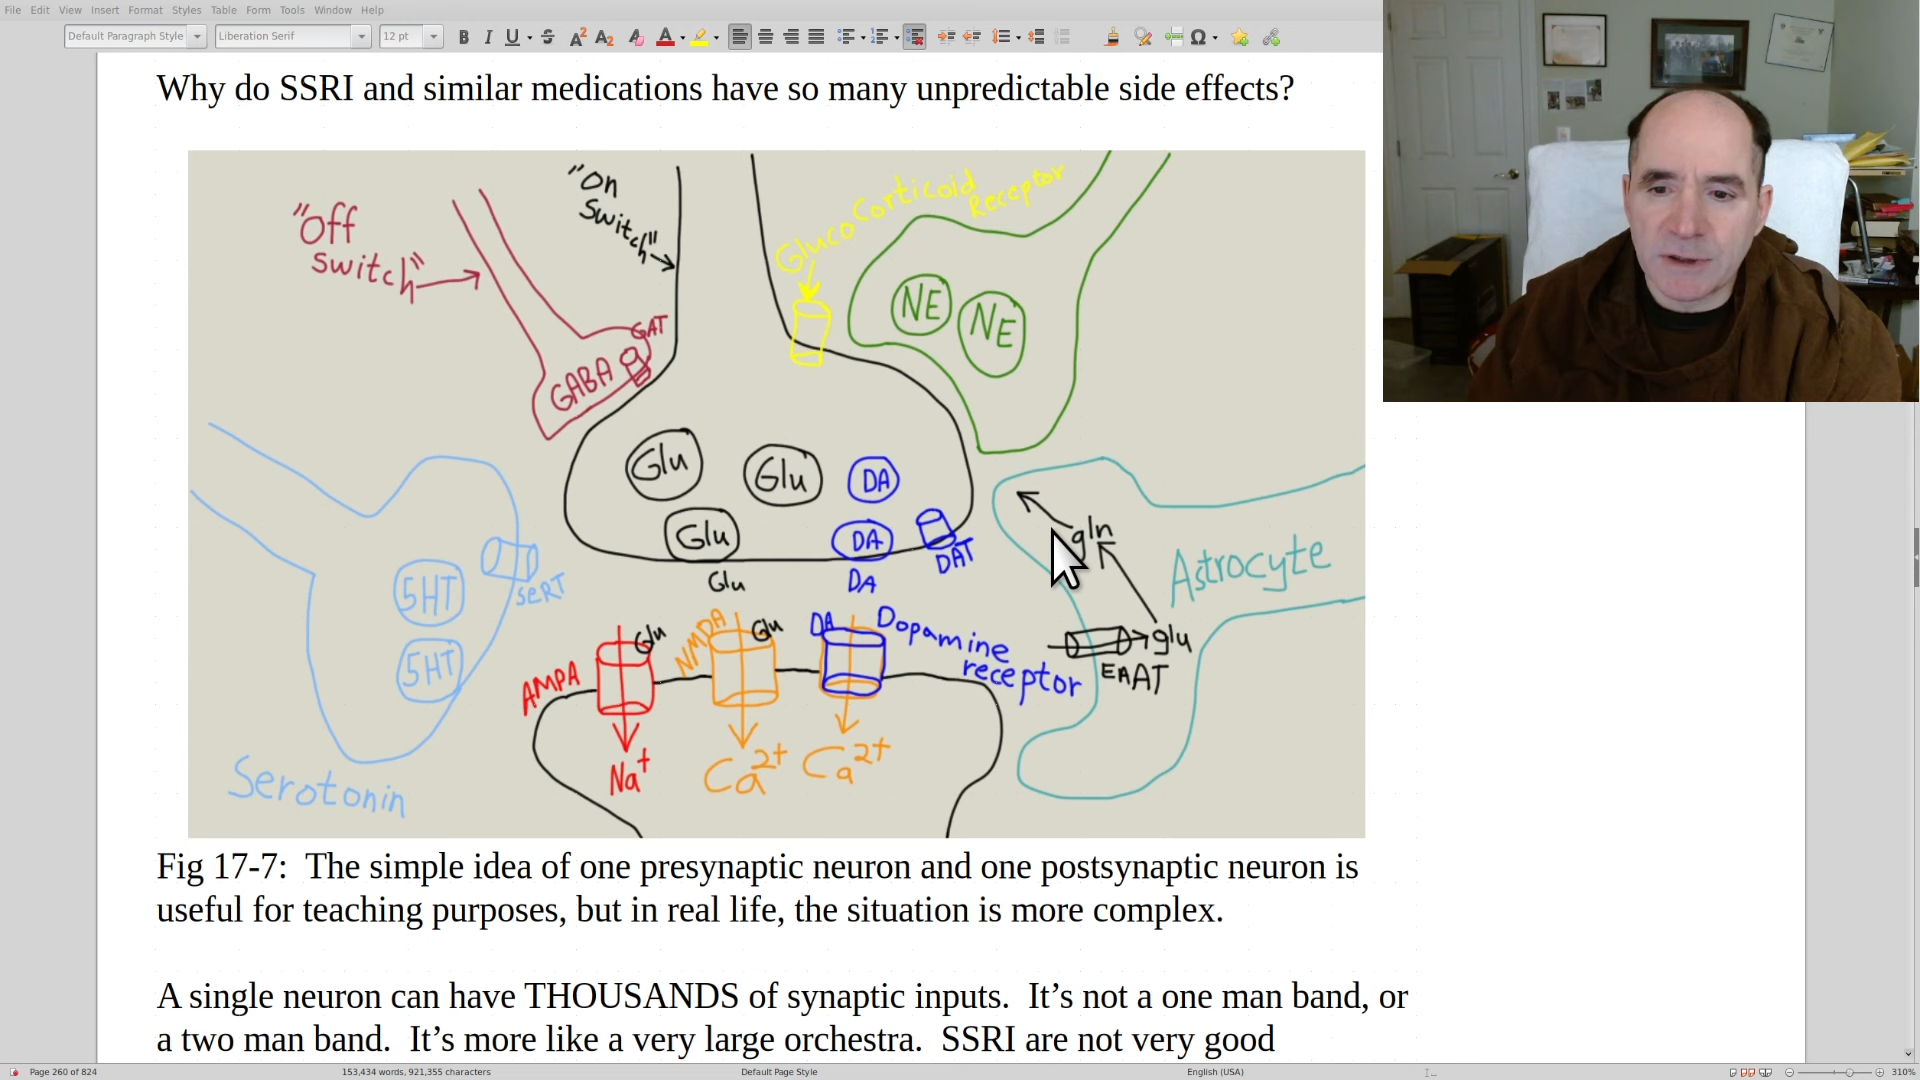 File Edit View Insert Format Styles Table Form Tools Window Help
Default Paragraph Style Liberation Serif 12 pt
Why do SSRI and similar medications have so many unpredictable side effects?
"Off
switch"
"On
Switch"
Gluco Corticoid
Receptor
NE NE
GAT
GABA
Glu Glu DA
Glu DA
DAT
Glu DA
gln
Astrocyte
5HT
SERT
5HT
Serotonin
Glu NMDA Glu DA Dopamine
receptor
AMPA
glu
EAAT
Na+
Ca2+ Ca2+
Fig 17-7: The simple idea of one presynaptic neuron and one postsynaptic neuron is
useful for teaching purposes, but in real life, the situation is more complex.
A single neuron can have THOUSANDS of synaptic inputs. It’s not a one man band, or
a two man band. It’s more like a very large orchestra. SSRI are not very good
Page 260 of 824 153,434 words, 921,355 characters Default Page Style English (USA) 310%